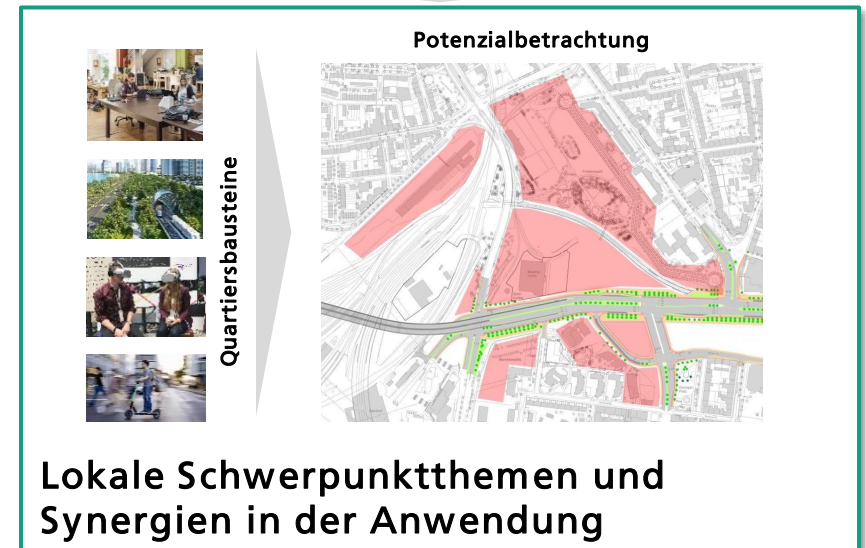 Potenzialbetrachtung
Quartiersbausteine
Lokale Schwerpunktthemen und
Synergien in der Anwendung